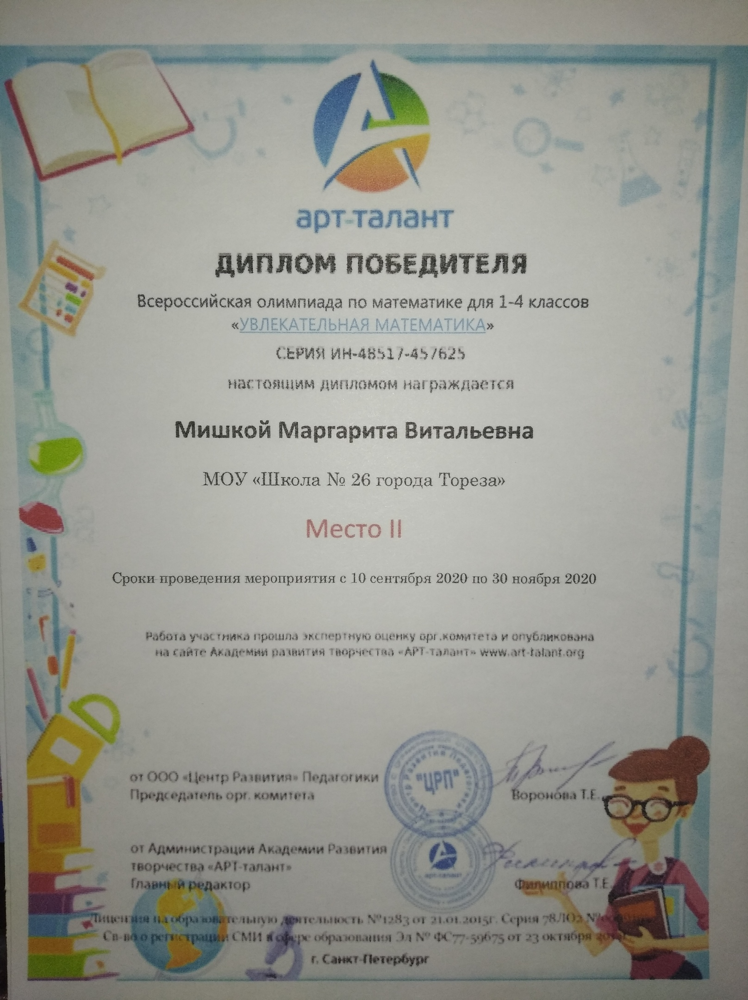 арт-талант
ДИПЛОМ ПОБЕДИТЕЛЯ
Всероссийская олимпиада по математике для 1-4 классов
«УВЛЕКАТЕЛЬНАЯ МАТЕМАТИКА»
СЕРИЯ ИН-48517-457625
настоящим дипломом награждается
Мишкой Маргарита Витальевна
МОУ «Школа № 26 города Тореза»
Место II
Сроки проведения мероприятия с 10 сентября 2020 по 30 ноября 2020
Работа участника прошла экспертную оценку орг.комитета и опубликована
на сайте Академии развития творчества «АРТ-талант» www.art-talant.org
от ООО «Центр Развития» Педагогики
Председатель орг. комитета
"ЦРП"
Воронова Т.Е.
от Администрации Академии Развития
творчества «АРТ-талант»
Главный редактор
арт-талант
Филиппова Т.Е.
Лицензия на образовательную деятельность №1283 от 21.01.2015г. Серия 78ЛО2
Св-во о регистрации СМИ в сфере образования Эл № ФС77-59675 от 23 октября
г. Санкт-Петербург